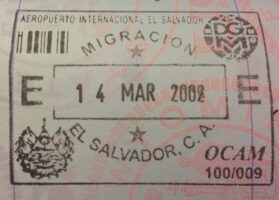 AEROPUERTO INTERNACIONAL EL SALVADOR
MIGRACION
DGM
E 14 MAR 2002 E
EL SALVADOR, C. A.
OCAM
100/009